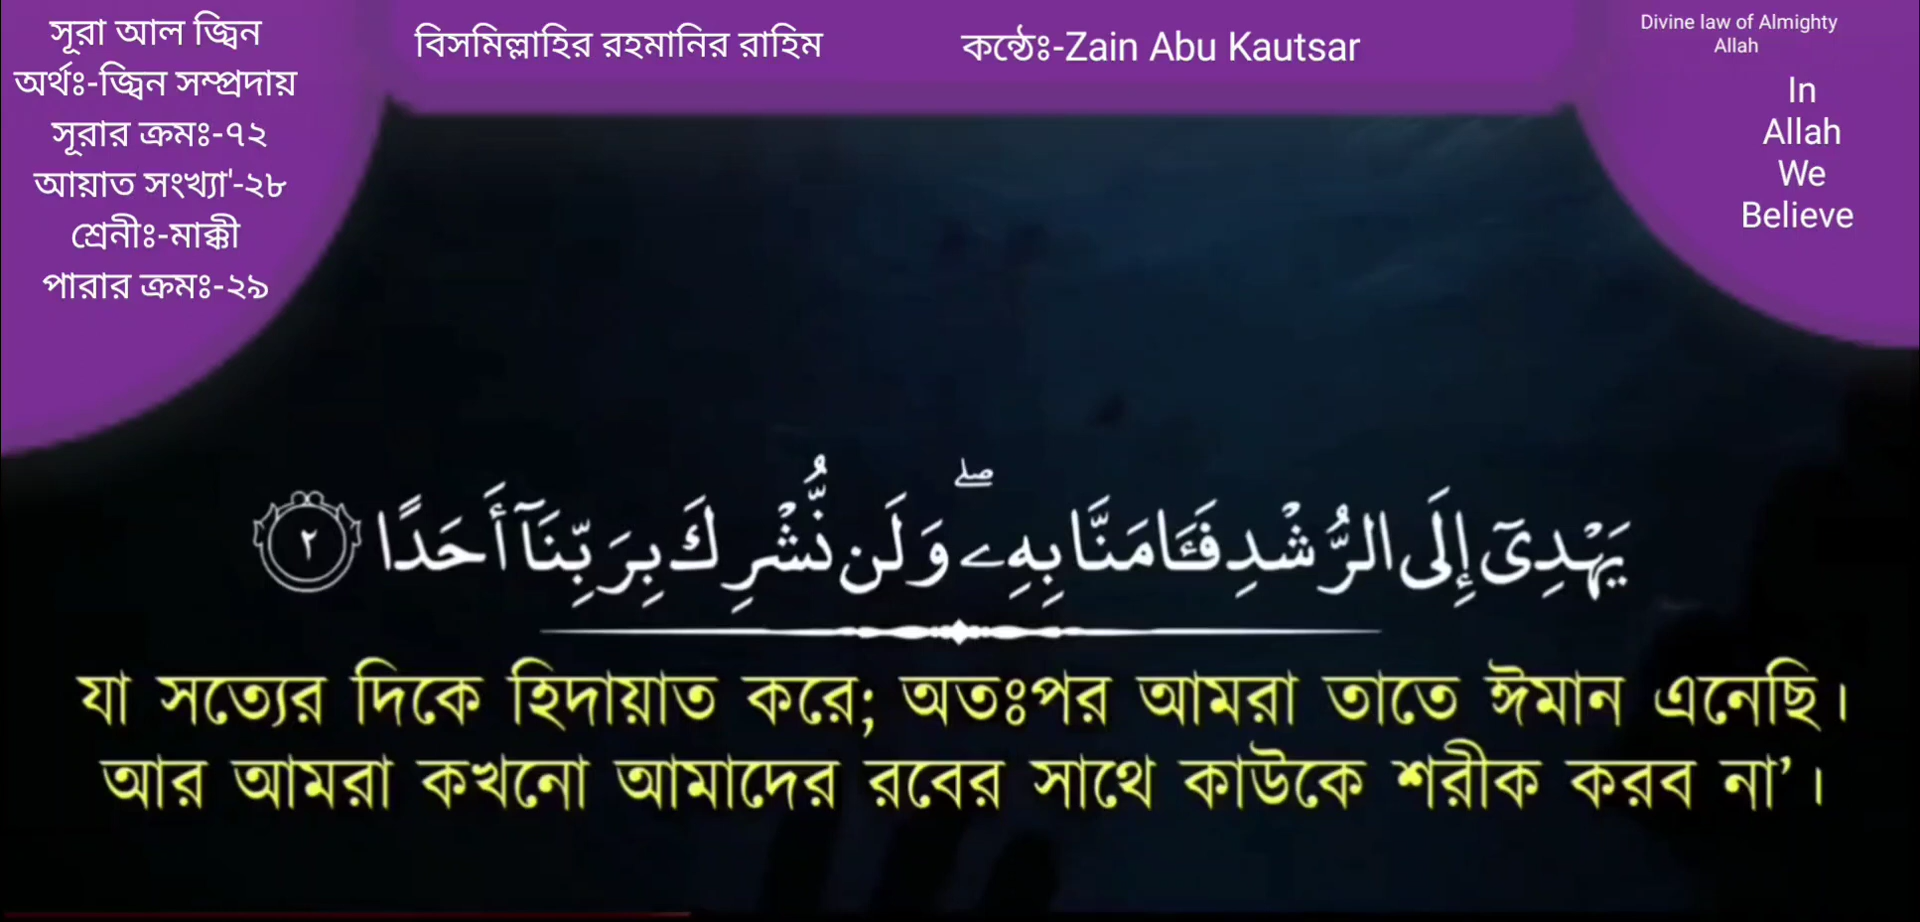 সূরা আল জ্বিন
অর্থঃ-জ্বিন সম্প্রদায়
সূরার ক্রমঃ-৭২
আয়াত সংখ্যা'-২৮
শ্রেনীঃ-মাক্কী
পারার ক্রমঃ-২৯
বিসমিল্লাহির রহমানির রাহিম
কন্ঠেঃ-Zain Abu Kautsar
Divine law of Almighty
Allah
In
Allah
We
Believe
يَهْدِىٓ إِلَى الرُّشْدِ فَـَٔامَنَّا بِهِۦ ۖ وَلَن نُّشْرِكَ بِرَبِّنَآ أَحَدًا ٢
যা সত্যের দিকে হিদায়াত করে; অতঃপর আমরা তাতে ঈমান এনেছি।
আর আমরা কখনো আমাদের রবের সাথে কাউকে শরীক করব না’।